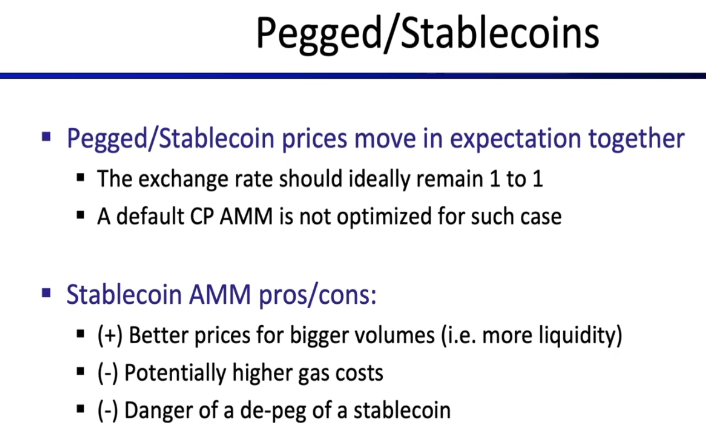 Pegged/Stablecoins
▪ Pegged/Stablecoin prices move in expectation together
▪ The exchange rate should ideally remain 1 to 1
▪ A default CP AMM is not optimized for such case
▪ Stablecoin AMM pros/cons:
▪ (+) Better prices for bigger volumes (i.e. more liquidity)
▪ (-) Potentially higher gas costs
▪ (-) Danger of a de-peg of a stablecoin